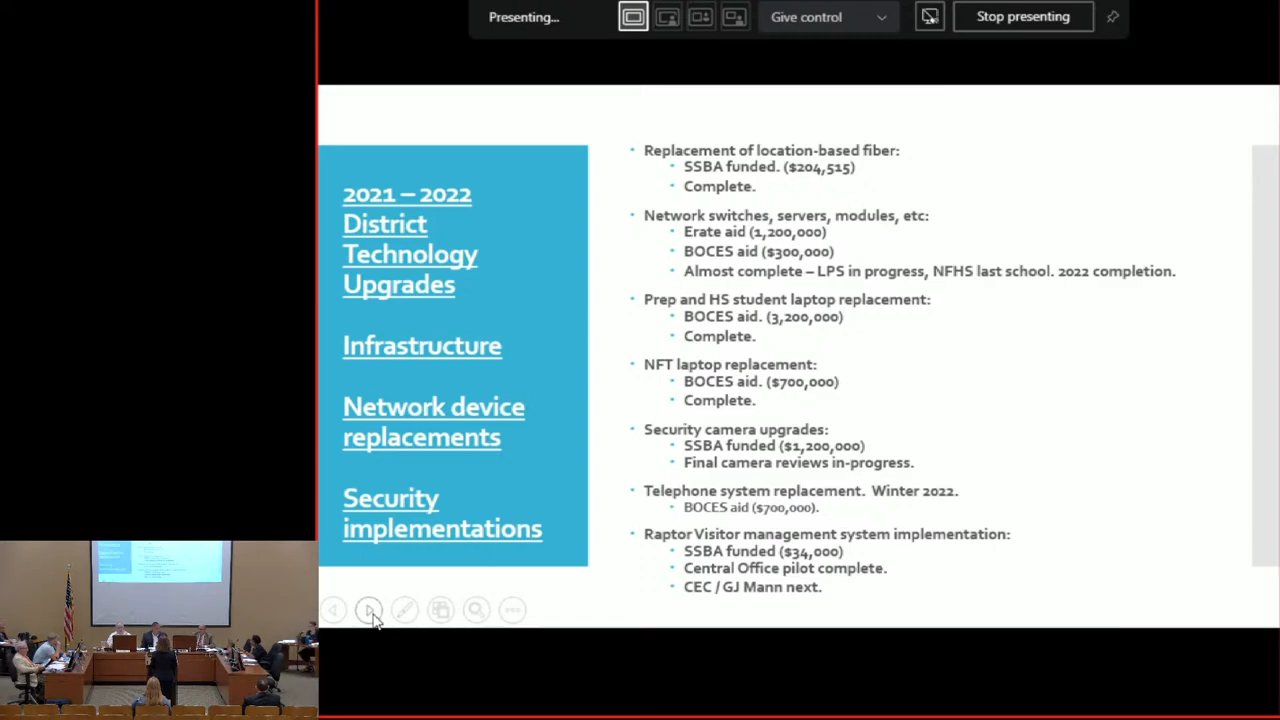 Presenting...
Give control
Stop presenting
2021 – 2022
District
Technology
Upgrades
Infrastructure
Network device
replacements
Security
implementations
Replacement of location-based fiber:
SSBA funded. ($204,515)
Complete.
Network switches, servers, modules, etc:
Erate aid (1,200,000)
BOCES aid ($300,000)
Almost complete – LPS in progress, NFHS last school. 2022 completion.
Prep and HS student laptop replacement:
BOCES aid. (3,200,000)
Complete.
NFT laptop replacement:
BOCES aid. ($700,000)
Complete.
Security camera upgrades:
SSBA funded ($1,200,000)
Final camera reviews in-progress.
Telephone system replacement. Winter 2022.
BOCES aid ($700,000).
Raptor Visitor management system implementation:
SSBA funded ($34,000)
Central Office pilot complete.
CEC / GJ Mann next.